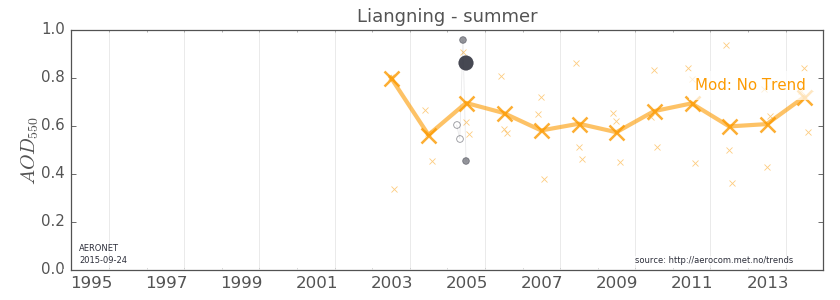 Liangning - summer
1.0
0.8
0.6
0.4
0.2
0.0
AOD550
Mod: No Trend
AERONET
2015-09-24
source: http://aerocom.met.no/trends
1995 1997 1999 2001 2003 2005 2007 2009 2011 2013